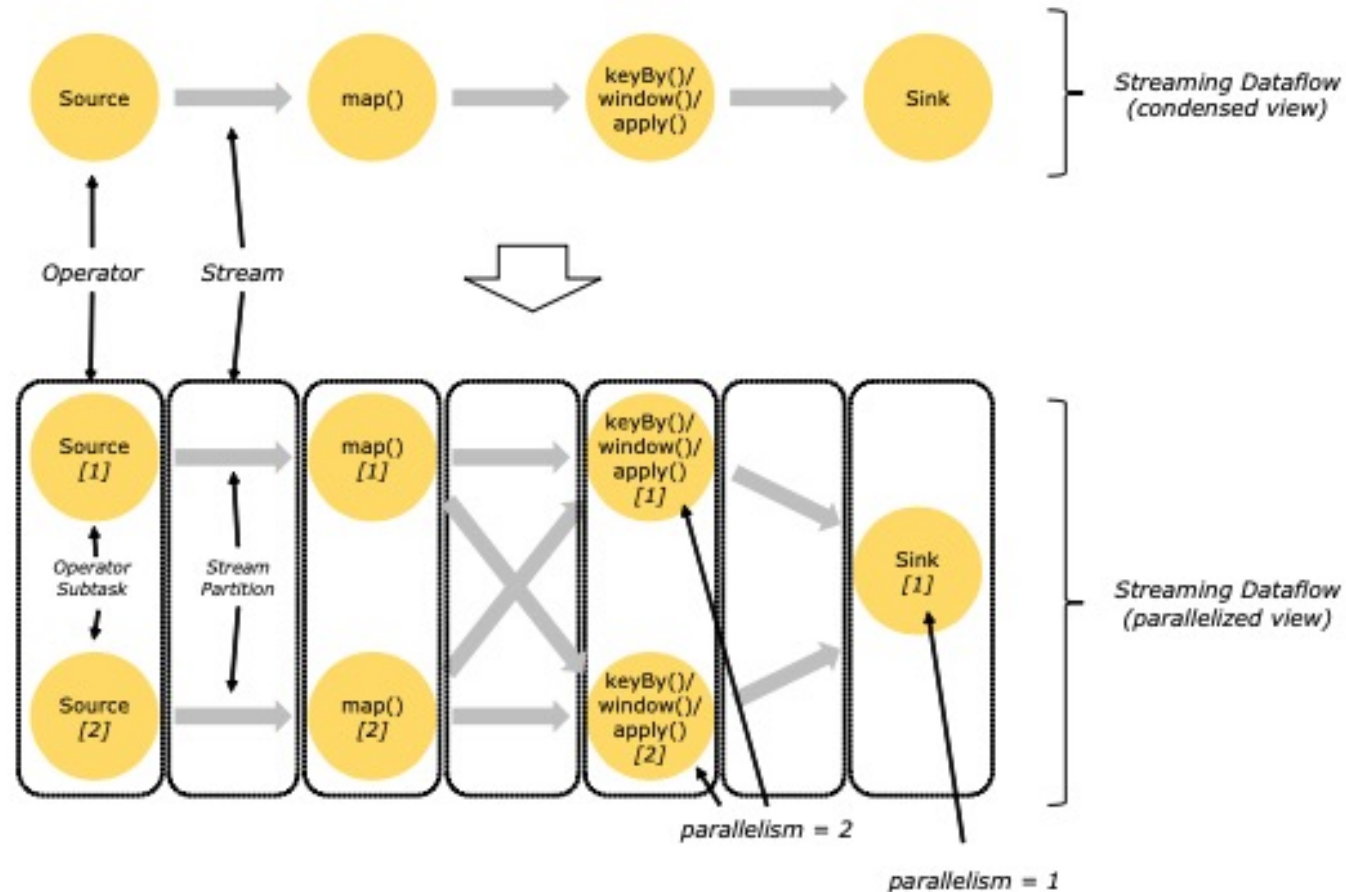 Source
map()
keyBy()/
window()/
apply()
Sink
Streaming Dataflow
(condensed view)
Operator
Stream
Source
[1]
map()
[1]
keyBy()/
window()/
apply()
[1]
Operator
Subtask
Stream
Partition
Sink
[1]
Streaming Dataflow
(parallelized view)
Source
[2]
map()
[2]
keyBy()/
window()/
apply()
[2]
parallelism = 2
parallelism = 1